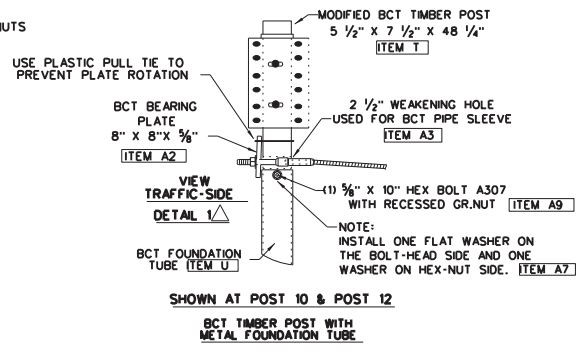 NUTS
MODIFIED BCT TIMBER POST
5 1/2" X 7 1/2" X 48 1/4"
ITEM T
USE PLASTIC PULL TIE TO
PREVENT PLATE ROTATION
BCT BEARING
PLATE
8" X 8"X 5/8"
ITEM A2
2 1/2" WEAKENING HOLE
USED FOR BCT PIPE SLEEVE
ITEM A3
VIEW
TRAFFIC-SIDE
DETAIL 1
(1) 5/8" X 10" HEX BOLT A307
WITH RECESSED GR.NUT ITEM A9
NOTE:
INSTALL ONE FLAT WASHER ON
THE BOLT-HEAD SIDE AND ONE
WASHER ON HEX-NUT SIDE. ITEM A7
BCT FOUNDATION
TUBE ITEM U
SHOWN AT POST 10 & POST 12
BCT TIMBER POST WITH
METAL FOUNDATION TUBE